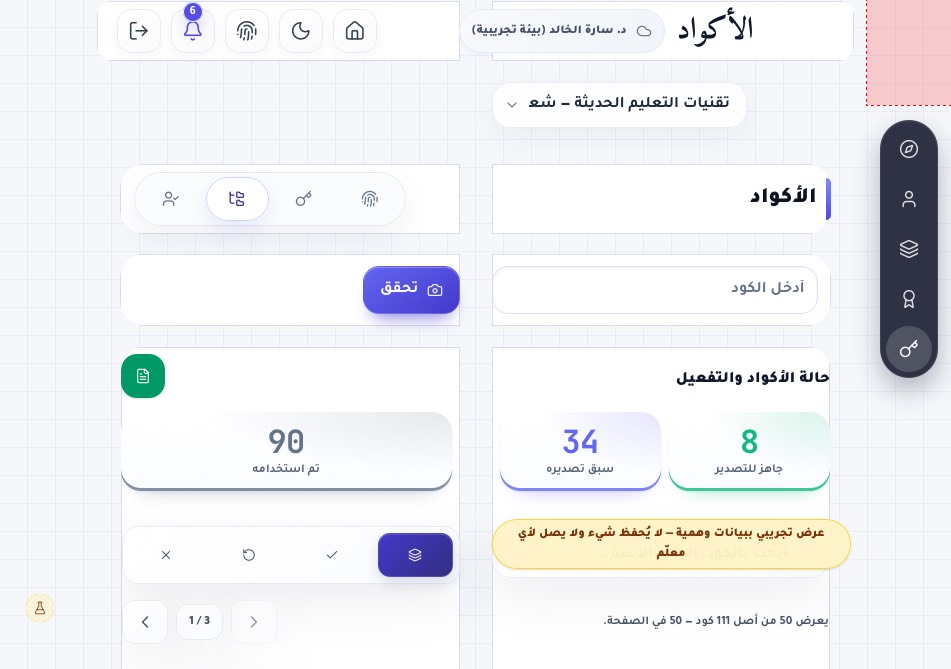 الأكواد
د. سارة الخالد (بيئة تجريبية)
6
تقنيات التعليم الحديثة – شع
الأكواد
أدخل الكود
تحقق
حالة الأكواد والتفعيل
8
جاهز للتصدير
34
سبق تصديره
90
تم استخدامه
عرض تجريبي ببيانات وهمية – لا يُحفظ شيء ولا يصل لأي
معلّم
يعرض 50 من أصل 111 كود – 50 في الصفحة.
1 / 3